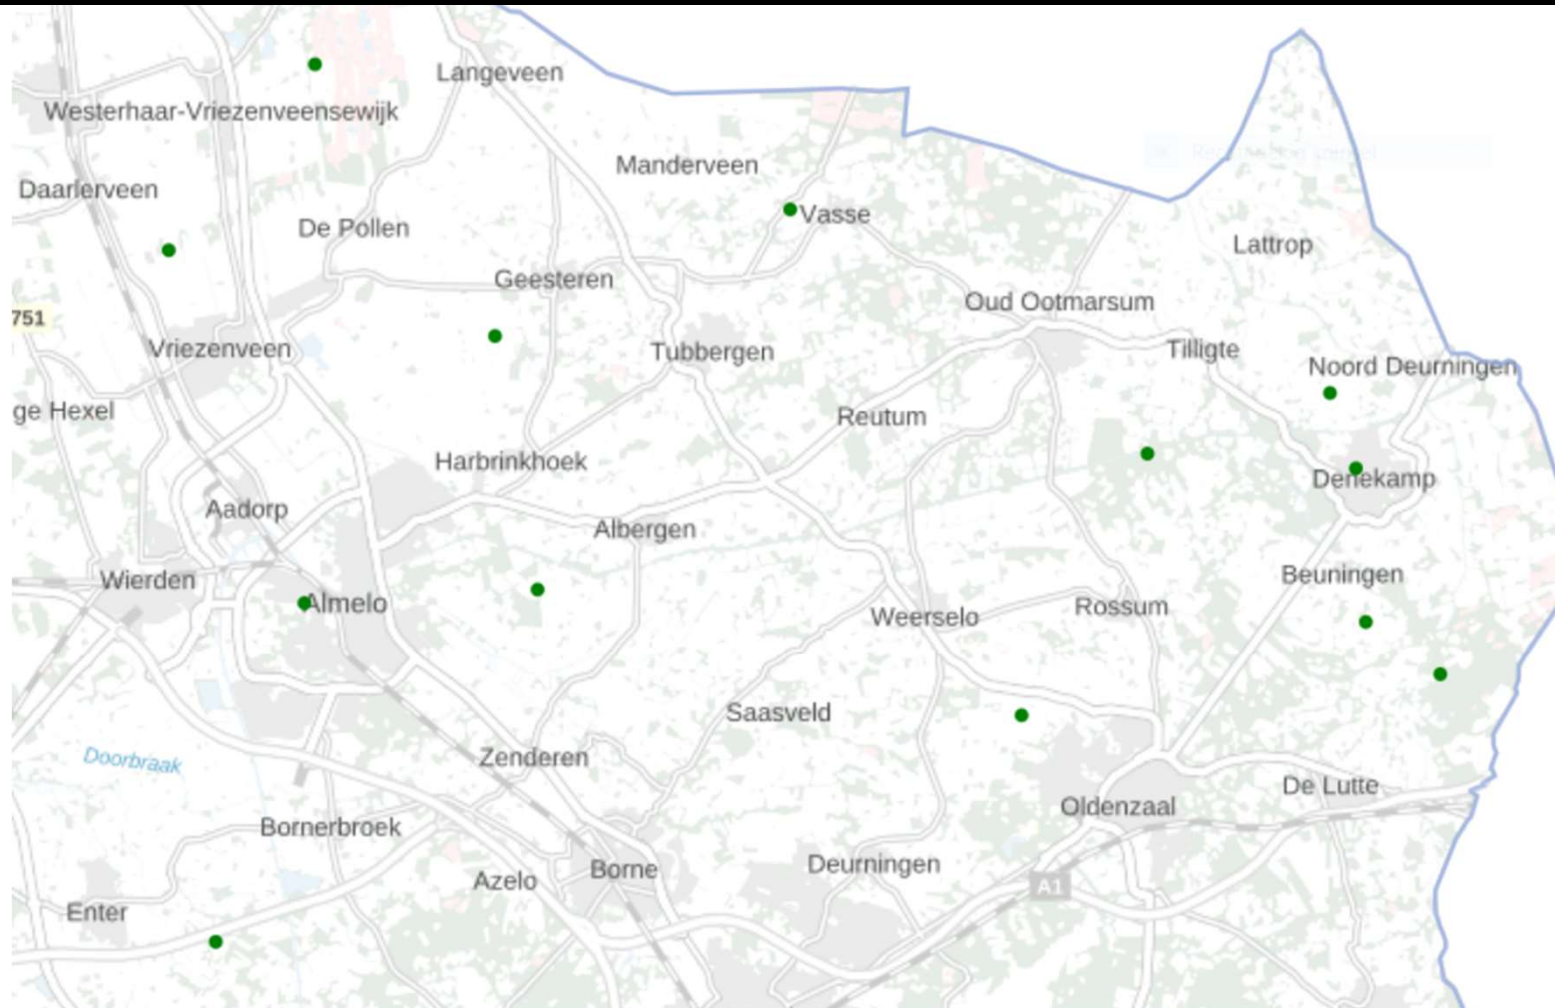 Langeveen
Westerhaar-Vriezenveensewijk
Manderveen
Daarlerveen
De Pollen
Vasse
Lattrop
Geesteren
Oud Ootmarsum
751
Vriezenveen
Tubbergen
Tilligte
Noord Deurningen
ge Hexel
Reutum
Harbrinkhoek
Denekamp
Aadorp
Albergen
Wierden
Beuningen
Almelo
Weerselo
Rossum
Saasveld
Doorbraak
Zenderen
De Lutte
Oldenzaal
Bornerbroek
Deurningen
Borne
Azelo
A1
Enter